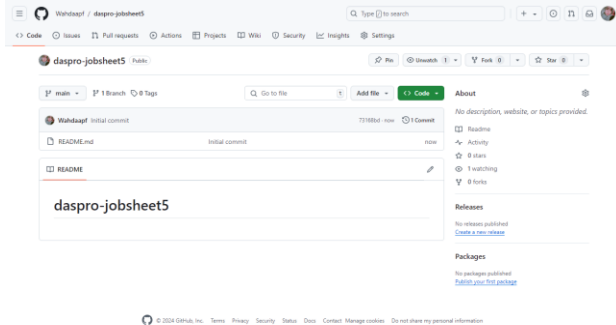 Wahdaapf / daspro-jobsheet5
Type / to search
Code Issues Pull requests Actions Projects Wiki Security Insights Settings
daspro-jobsheet5 Public
Pin Unwatch 1 Fork 0 Star 0
main 1 Branch 0 Tags
Go to file t Add file Code
Wahdaapf Initial commit
73168bd · now 1 Commit
README.md Initial commit now
README
daspro-jobsheet5
About
No description, website, or topics provided.
Readme
Activity
0 stars
1 watching
0 forks
Releases
No releases published
Create a new release
Packages
No packages published
Publish your first package
© 2024 GitHub, Inc. Terms Privacy Security Status Docs Contact Manage cookies Do not share my personal information